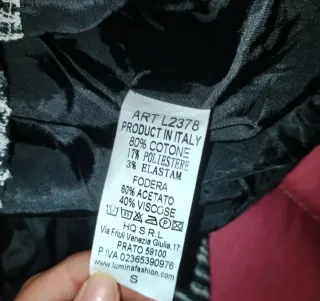 ART L2378
PRODUCT IN ITALY
80% COTONE
17% POLIESTERE
3% ELASTAM
FODERA
60% ACETATO
40% VISCOSE
HQ S.R.L.
Via Friuli Venezia Giulia,17
PRATO 59100
P.IVA 02365390978
www.luminafashion.com
S